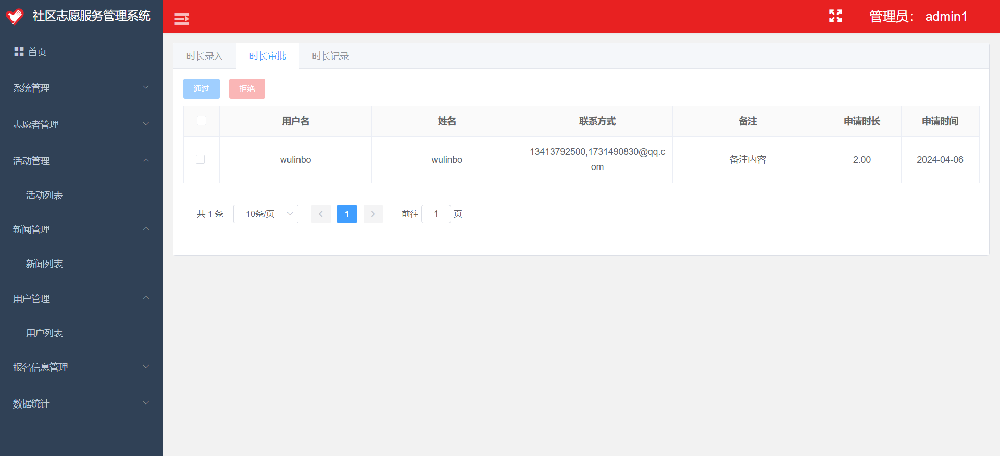 社区志愿服务管理系统
管理员： admin1
首页
系统管理
志愿者管理
活动管理
活动列表
新闻管理
新闻列表
用户管理
用户列表
报名信息管理
数据统计
时长录入 时长审批 时长记录
通过 拒绝
用户名 姓名 联系方式 备注 申请时长 申请时间
wulinbo wulinbo 13413792500,1731490830@qq.c 备注内容 2.00 2024-04-06
om
共 1 条 10条/页 1 前往 1 页